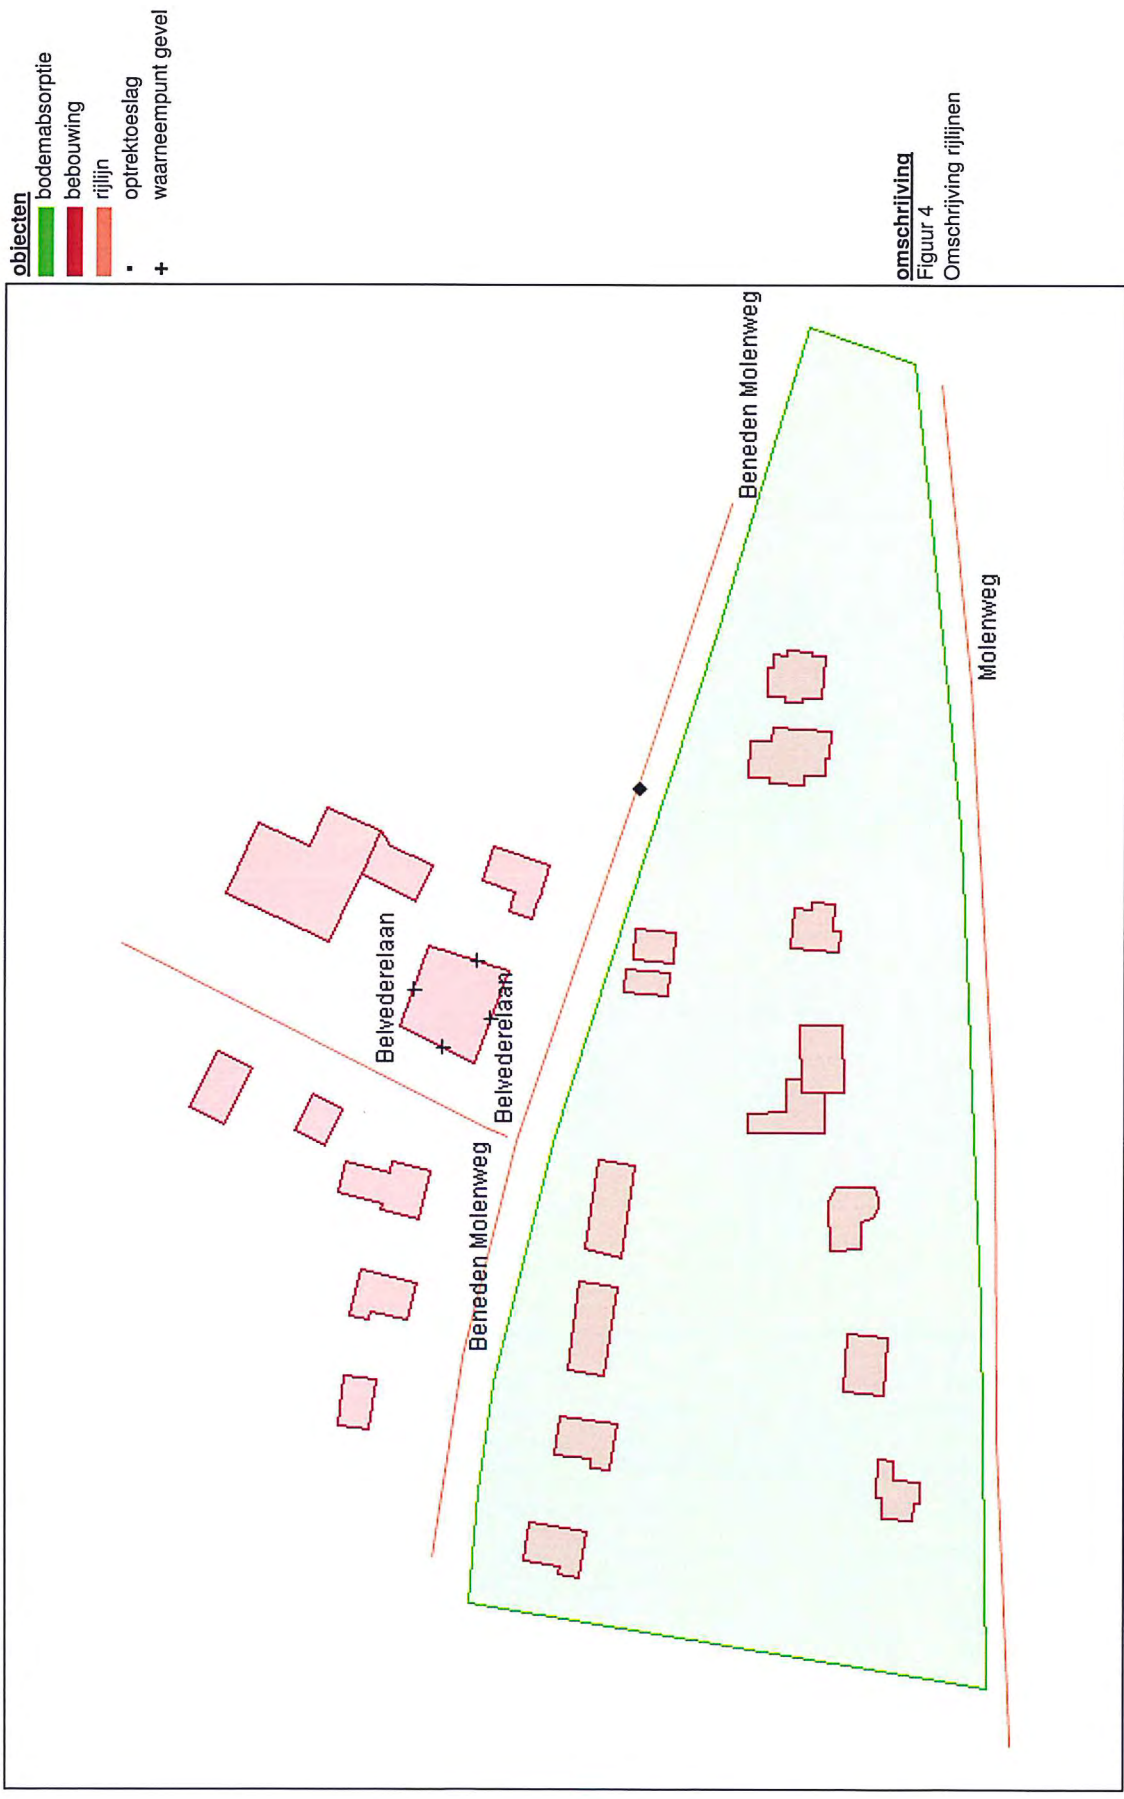 objecten
bodemabsorptie
bebouwing
rijlijn
optrektoeslag
waarneempunt gevel
Belvederelaan
Belvederelaan
Beneden Molenweg
Beneden Molenweg
Molenweg
omschrijving
Figuur 4
Omschrijving rijlijnen